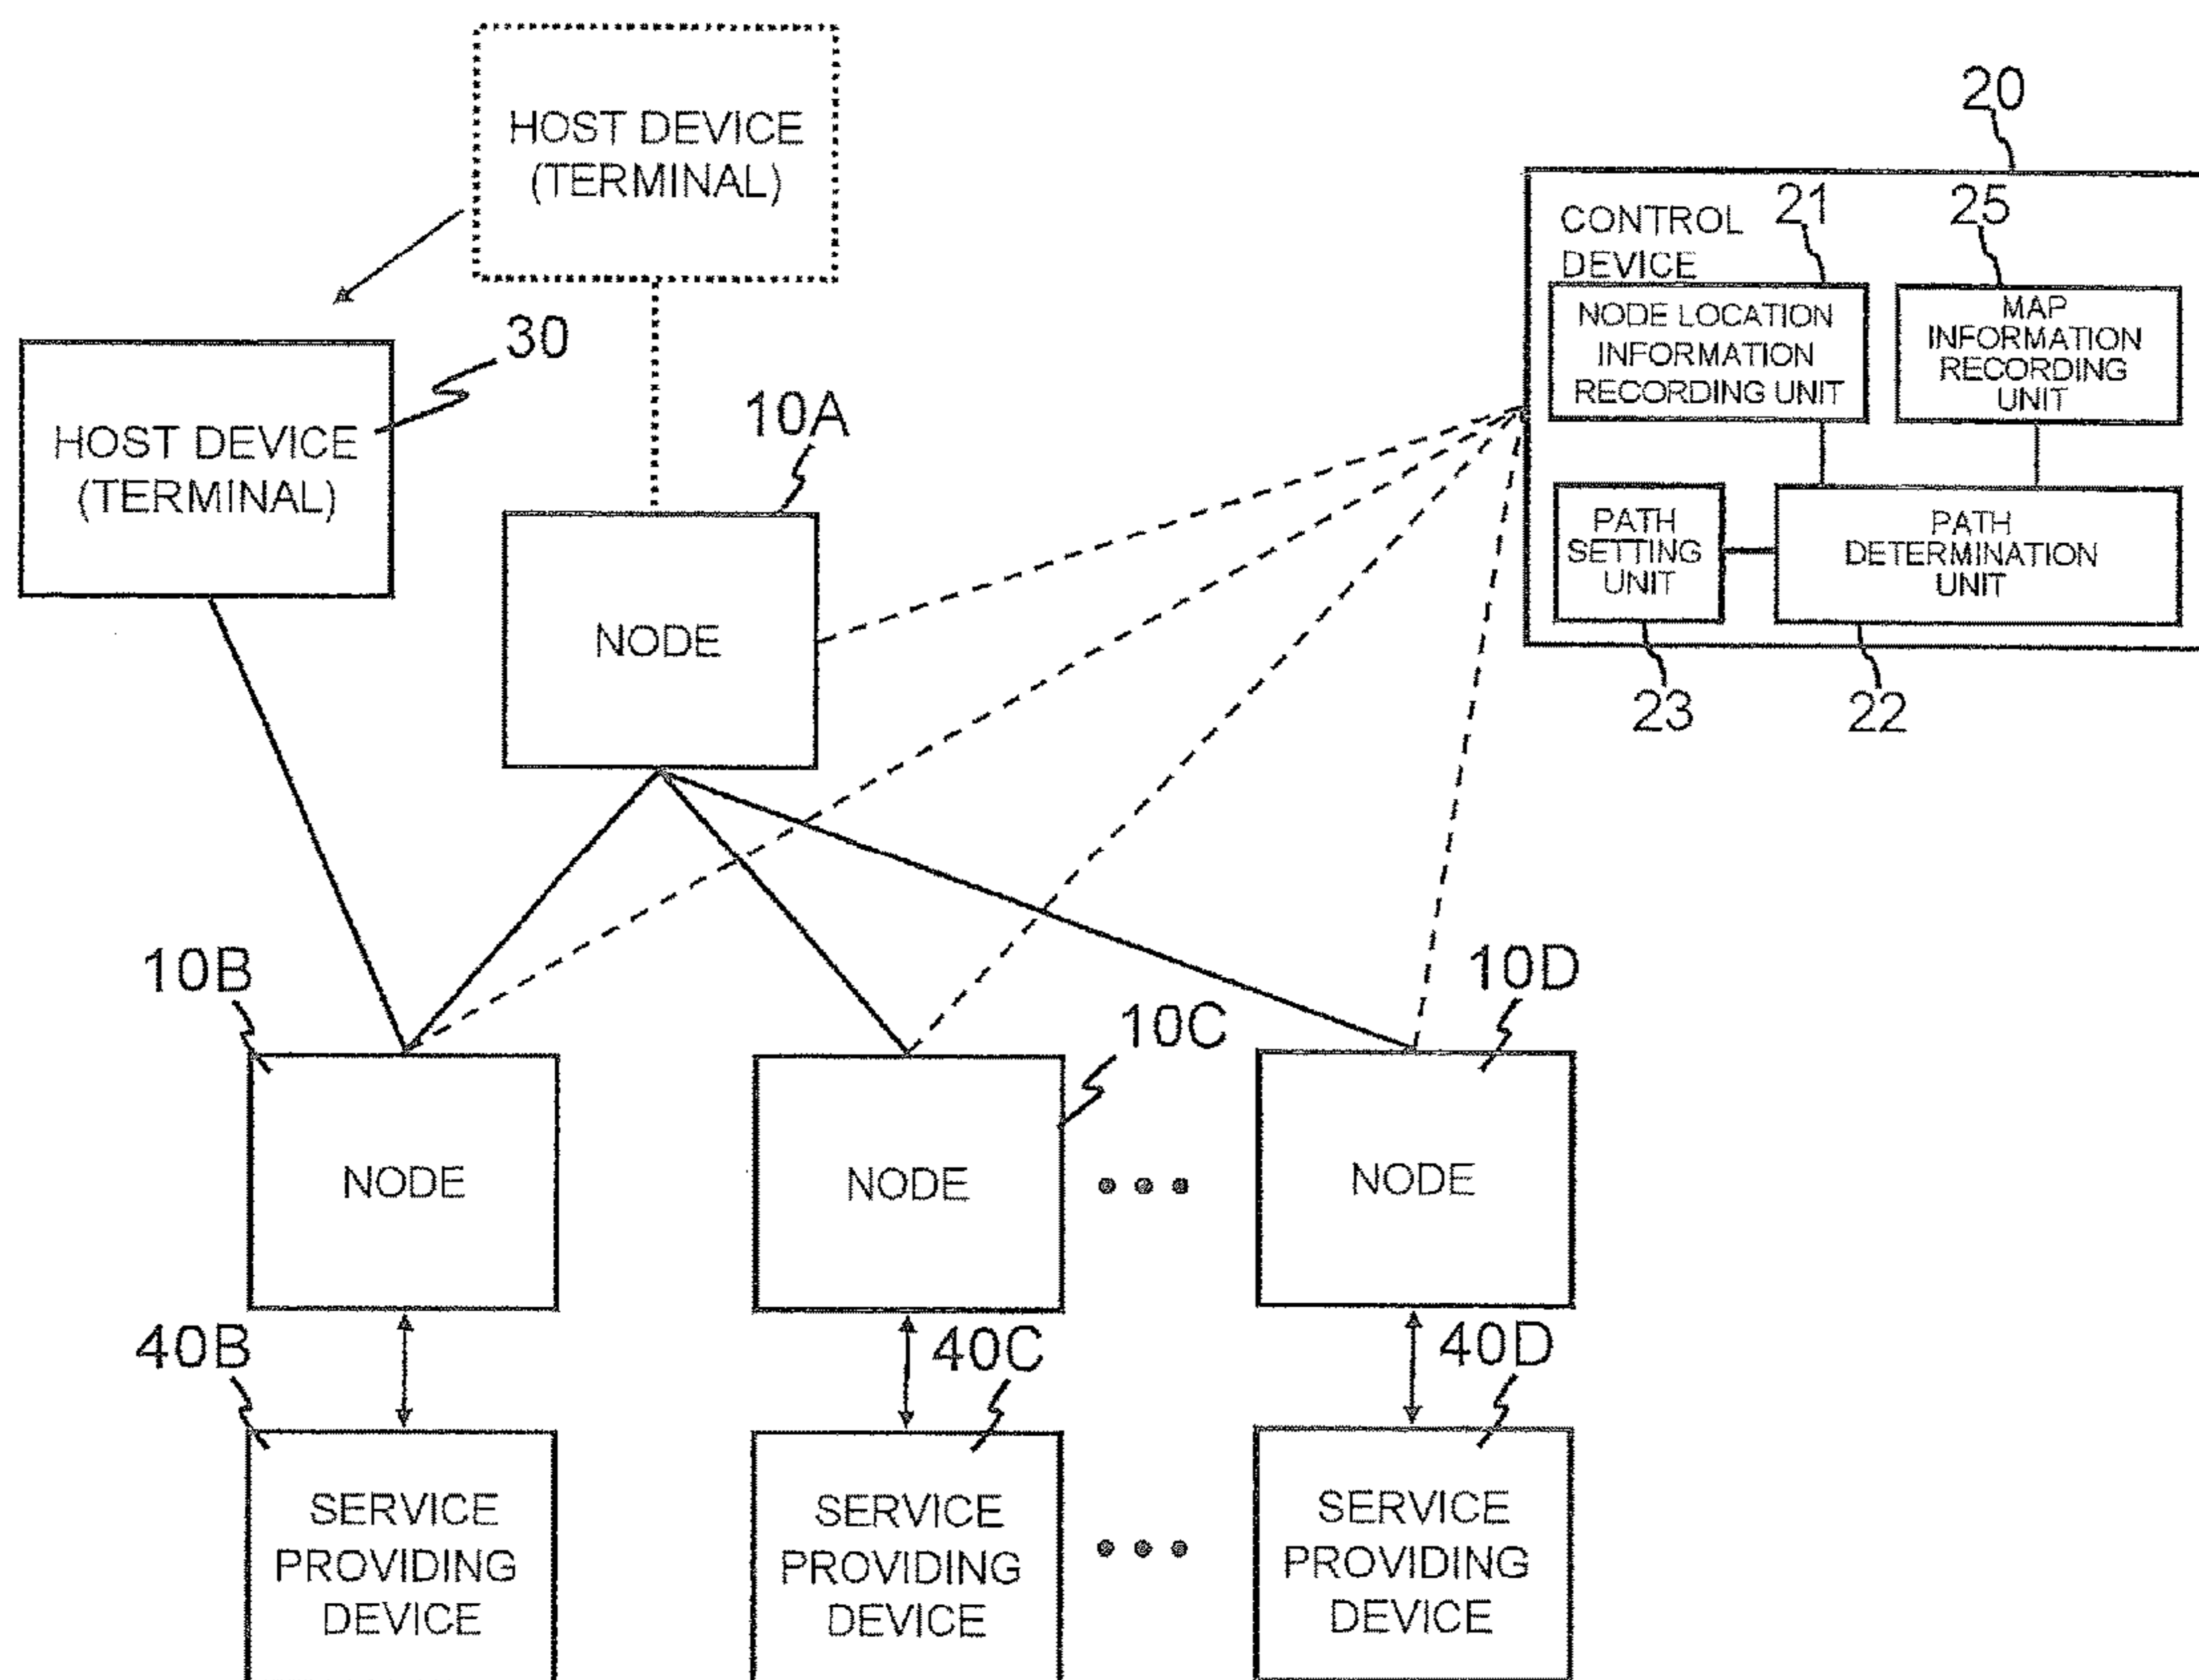 HOST DEVICE
(TERMINAL)
20
CONTROL
DEVICE
21
25
NODE LOCATION
INFORMATION
RECORDING UNIT
MAP
INFORMATION
RECORDING
UNIT
30
HOST DEVICE
(TERMINAL)
10A
NODE
PATH
SETTING
UNIT
PATH
DETERMINATION
UNIT
23
22
10B
10C
10D
NODE
NODE
NODE
40B
40C
40D
SERVICE
PROVIDING
DEVICE
SERVICE
PROVIDING
DEVICE
SERVICE
PROVIDING
DEVICE